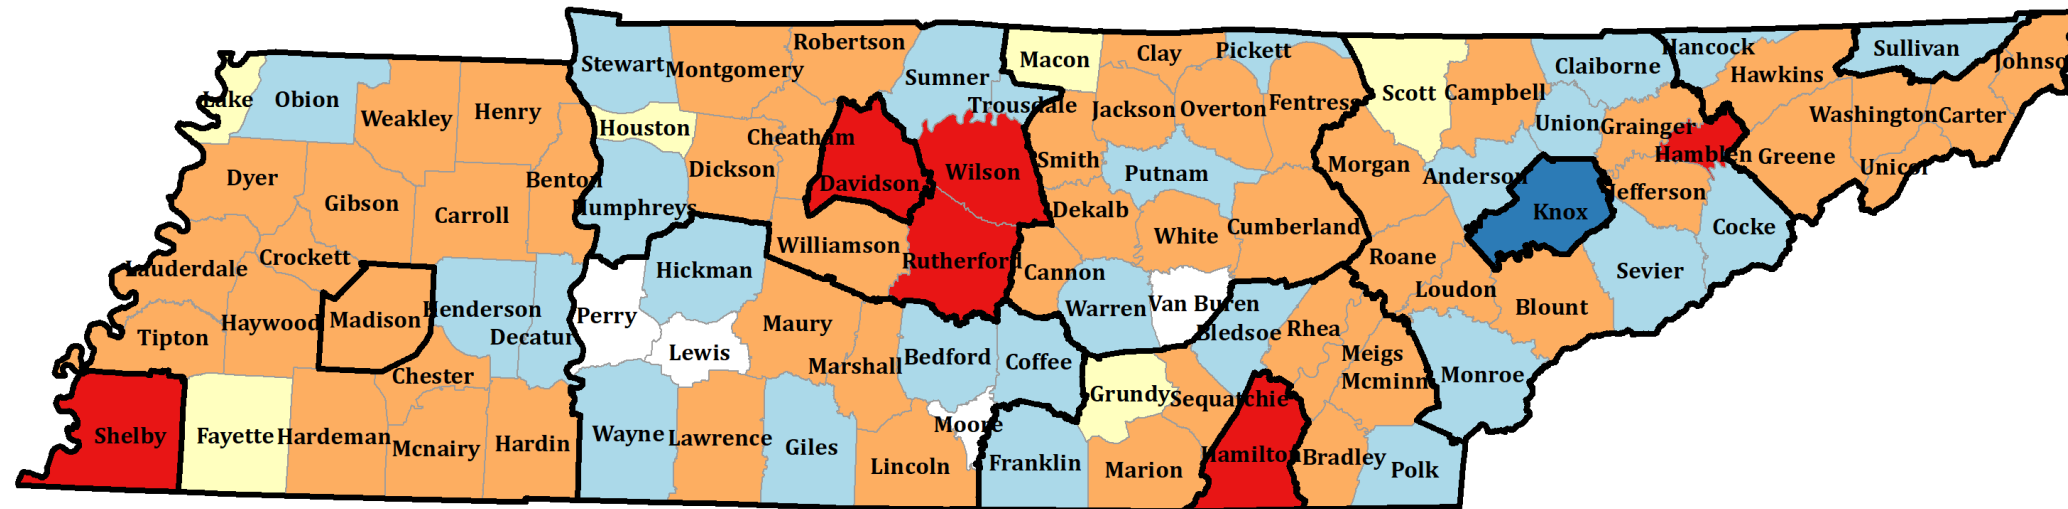 Robertson
Hancock
Sullivan
Pickett
Stewart
Montgomery
Macon
Clay
Claiborne
Hawkins
Johnso
Sumner
Lake
Obion
Scott
Campbell
Weakley
Henry
Trousdale
Jackson
Overton
Fentress
Washington
Carter
Houston
Cheatham
Union
Grainger
Smith
Hamblen
Greene
Dyer
Benton
Dickson
Davidson
Wilson
Putnam
Morgan
Anderson
Unicoi
Gibson
Carroll
Humphreys
Dekalb
Jefferson
Knox
White
Cumberland
Cocke
Crockett
Williamson
Rutherford
Lauderdale
Hickman
Cannon
Roane
Sevier
Tipton
Haywood
Madison
Henderson
Perry
Maury
Warren
Van Buren
Loudon
Blount
Decatur
Bledsoe
Rhea
Lewis
Marshall
Bedford
Coffee
Meigs
Chester
Mcminn
Monroe
Grundy
Sequatchie
Shelby
Fayette
Hardeman
Mcnairy
Hardin
Wayne
Lawrence
Giles
Moore
Lincoln
Franklin
Marion
Hamilton
Bradley
Polk